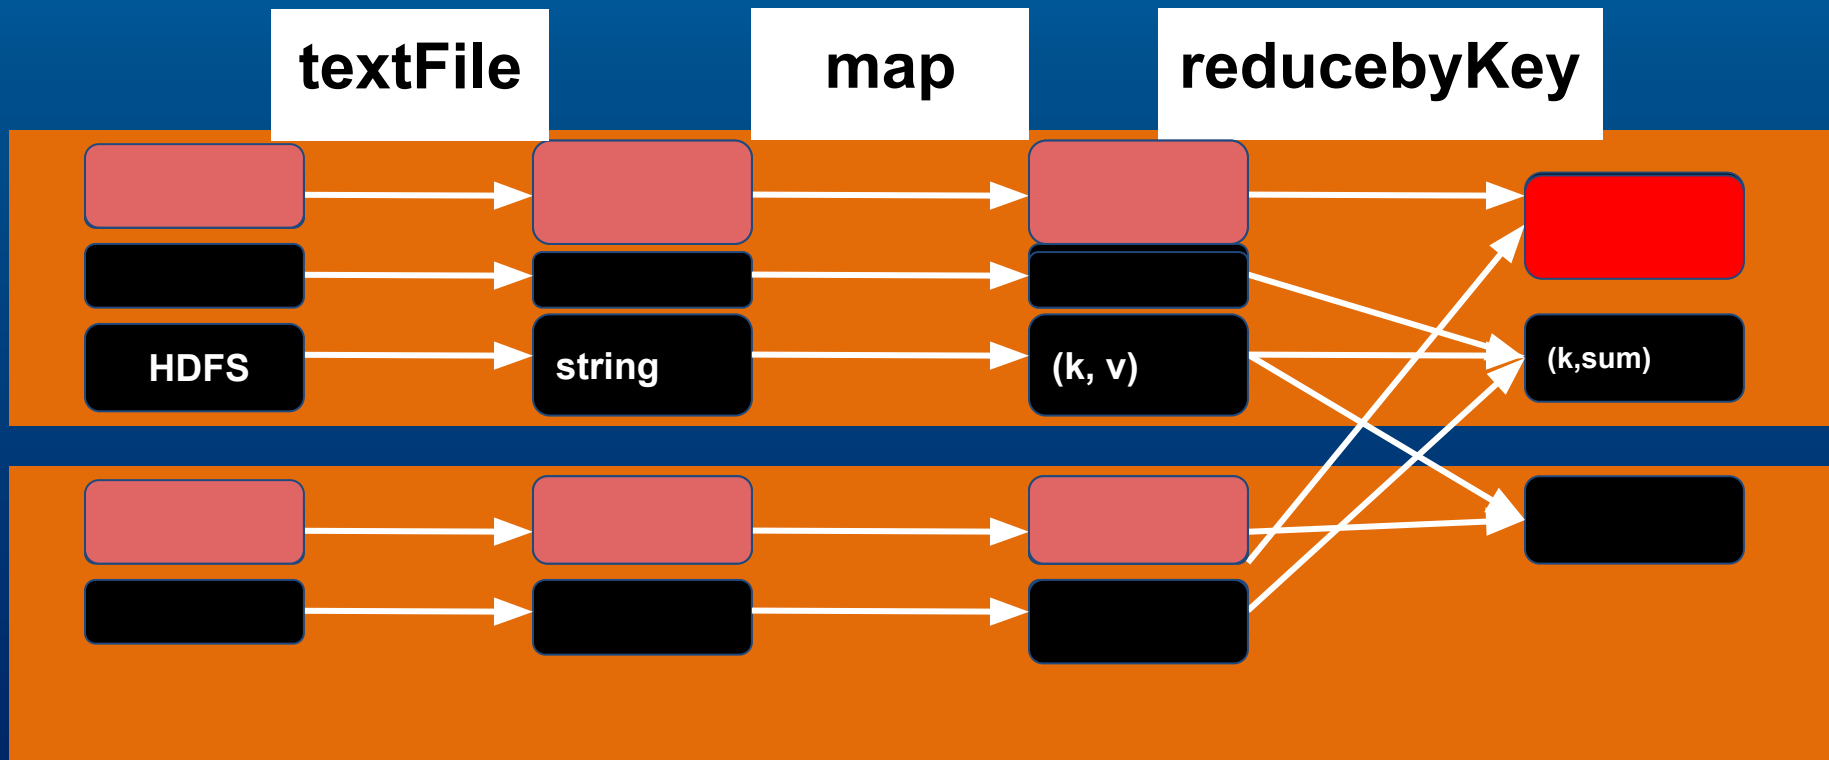 textFile
map
reducebyKey
HDFS
string
(k, v)
(k,sum)